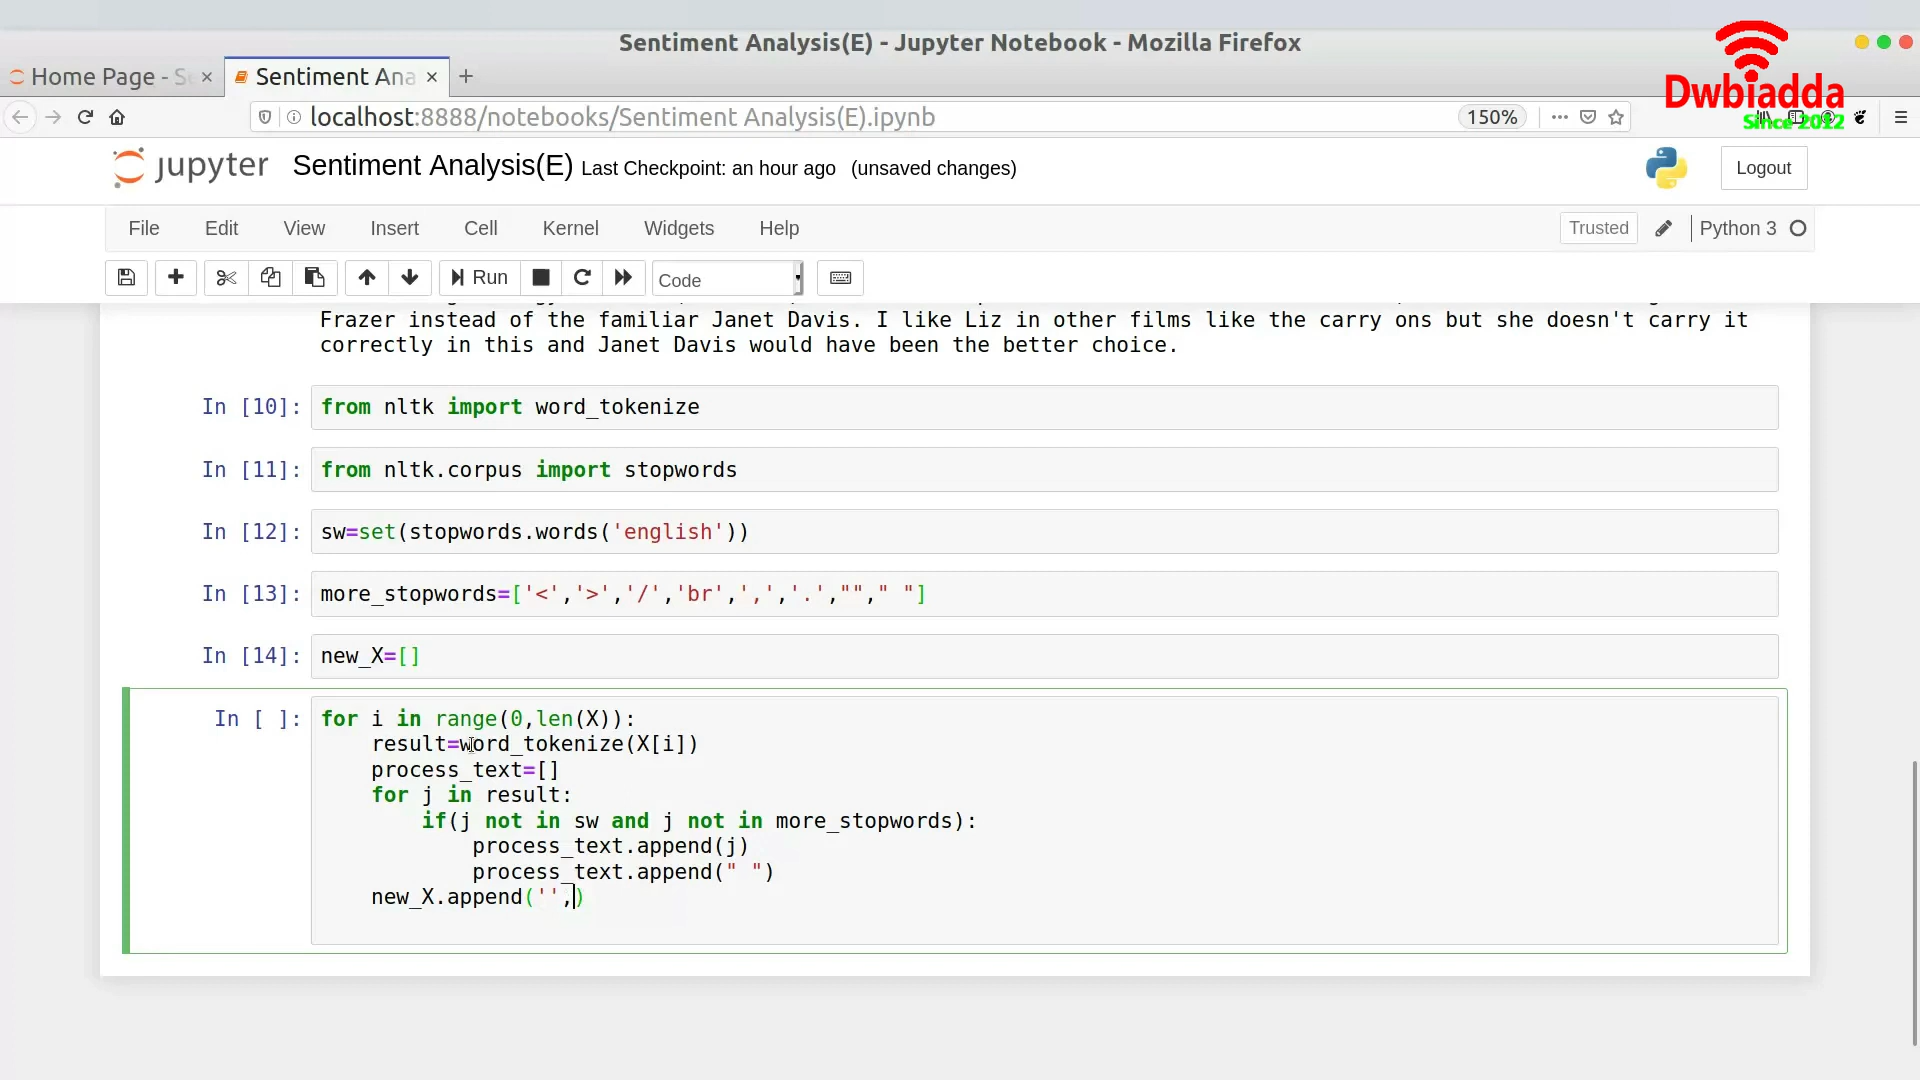 Sentiment Analysis(E) - Jupyter Notebook - Mozilla Firefox
Dwbiadda
Since 2012
Home Page - S
Sentiment Ana
localhost:8888/notebooks/Sentiment Analysis(E).ipynb
150%
jupyter
Sentiment Analysis(E) Last Checkpoint: an hour ago (unsaved changes)
Logout
File Edit View Insert Cell Kernel Widgets Help
Trusted
Python 3
Run
Code
Frazer instead of the familiar Janet Davis. I like Liz in other films like the carry ons but she doesn't carry it
correctly in this and Janet Davis would have been the better choice.
In [10]: from nltk import word_tokenize
In [11]: from nltk.corpus import stopwords
In [12]: sw=set(stopwords.words('english'))
In [13]: more_stopwords=['<','>','/','br',',','.',""," "]
In [14]: new_X=[]
In [ ]: for i in range(0,len(X)):
result=word_tokenize(X[i])
process_text=[]
for j in result:
if(j not in sw and j not in more_stopwords):
process_text.append(j)
process_text.append(" ")
new_X.append('',)